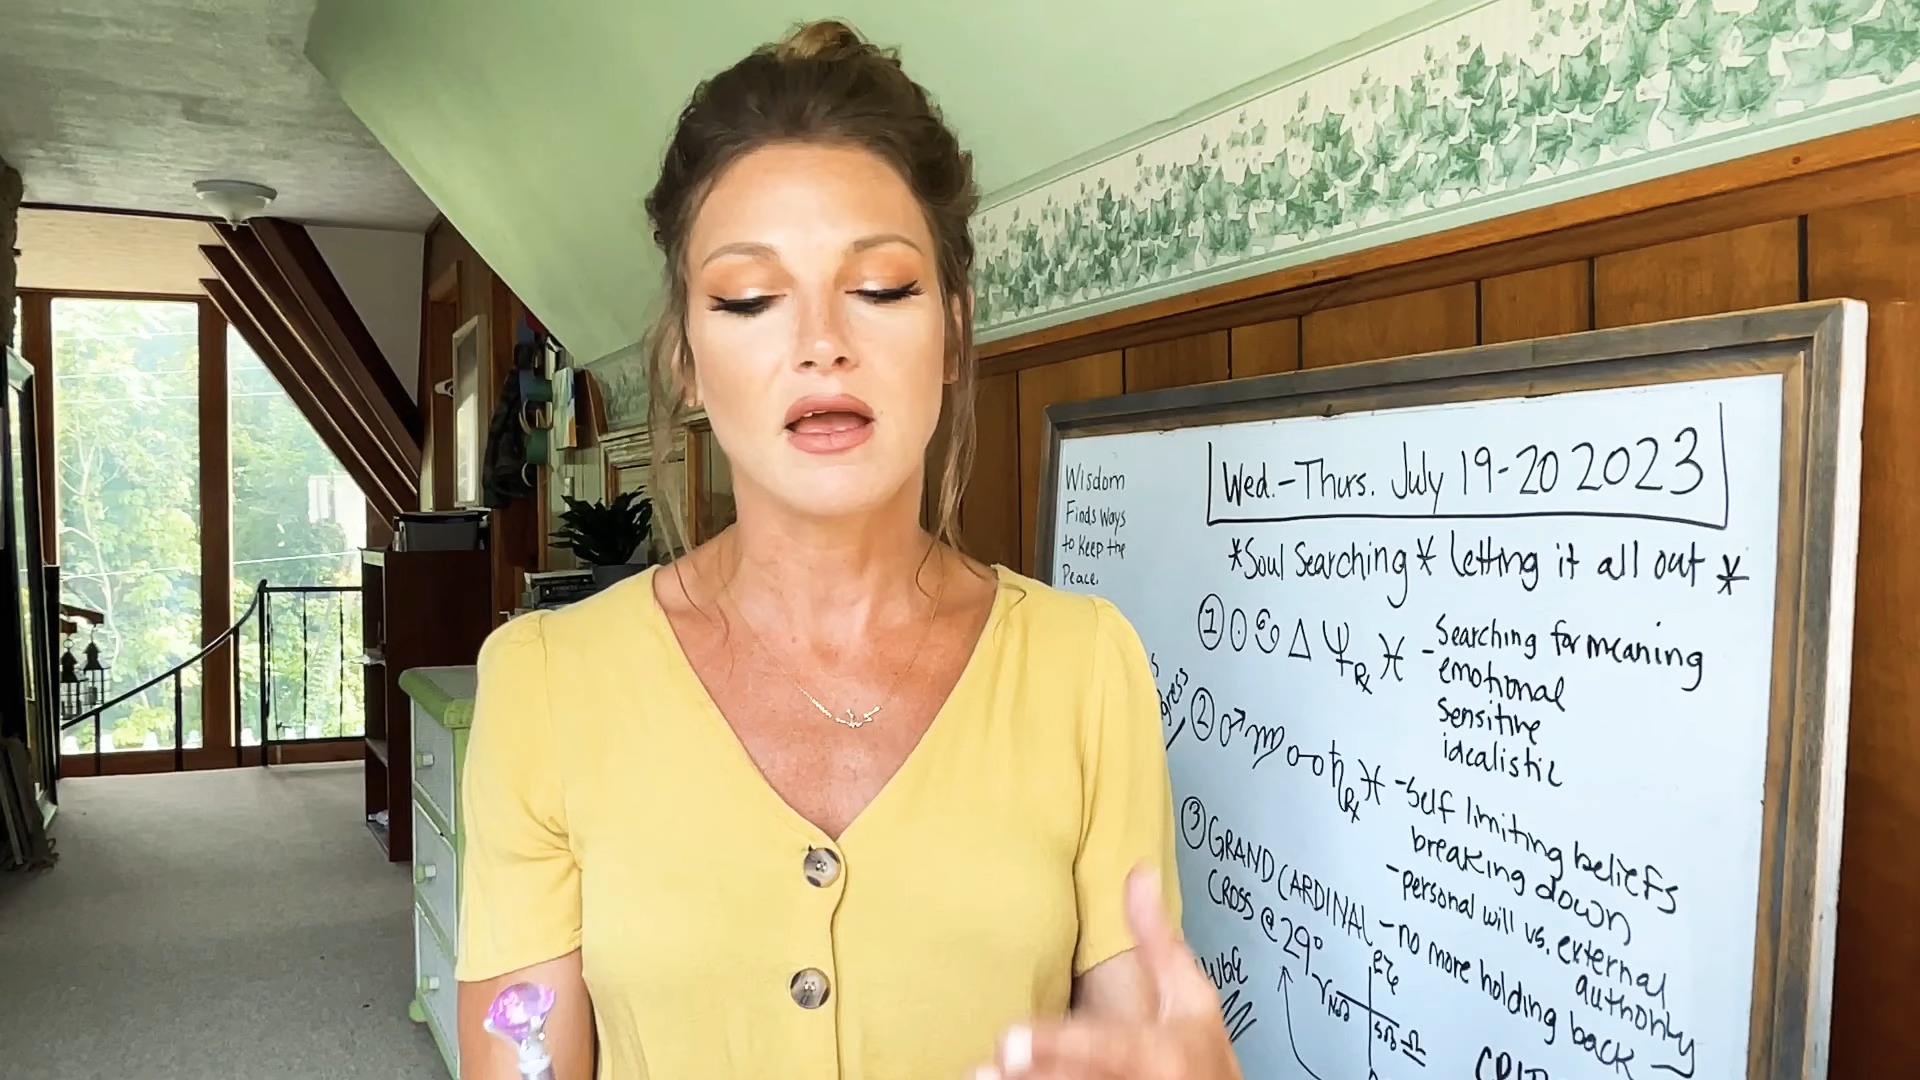 Wisdom
Finds Ways
to Keep the
Peace.
Wed.-Thurs. July 19-20 2023
*Soul Searching * letting it all out *
① ☉ ♋ △ ♆℞ ♓ - Searching for meaning
emotional
sensitive
idealistic
② ♂ ♍ ☍ ♄℞ ♓ - Self limiting beliefs
breaking down
- personal will vs. external
authority
③ GRAND CARDINAL - no more holding back
CROSS @ 29°